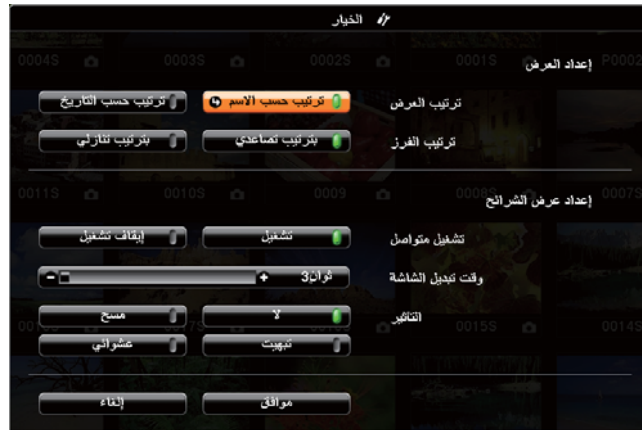 الخيار
0004S 0003S 0002S 0001S P0002
إعداد العرض
ترتيب العرض ترتيب حسب الاسم ترتيب حسب التاريخ
ترتيب الفرز بترتيب تصاعدي بترتيب تنازلي
0011S 0010S 0009 0008S 0007S
إعداد عرض الشرائح
تشغيل متواصل تشغيل إيقاف تشغيل
وقت تبديل الشاشة ثوان3 + -
التأثير لا مسح
0015S 0014S
تبهيت عشوائي
موافق إلغاء